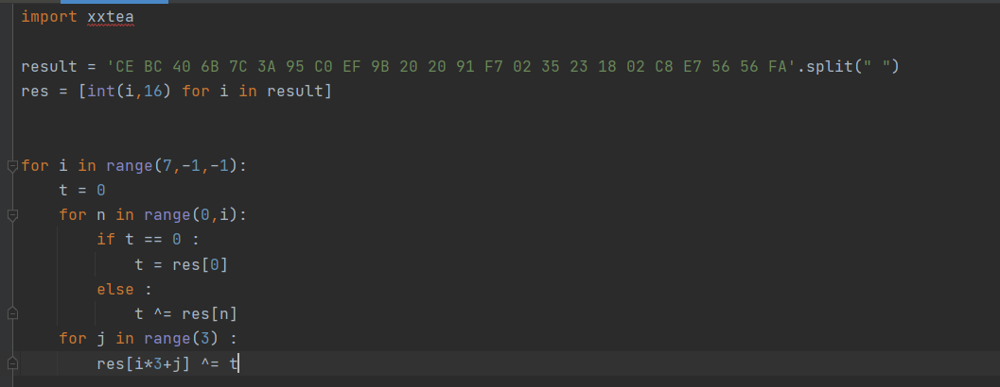 import xxtea
result = 'CE BC 40 6B 7C 3A 95 C0 EF 9B 20 20 91 F7 02 35 23 18 02 C8 E7 56 56 FA'.split(" ")
res = [int(i,16) for i in result]
for i in range(7,-1,-1):
    t = 0
    for n in range(0,i):
        if t == 0 :
            t = res[0]
        else :
            t ^= res[n]
    for j in range(3) :
        res[i*3+j] ^= t